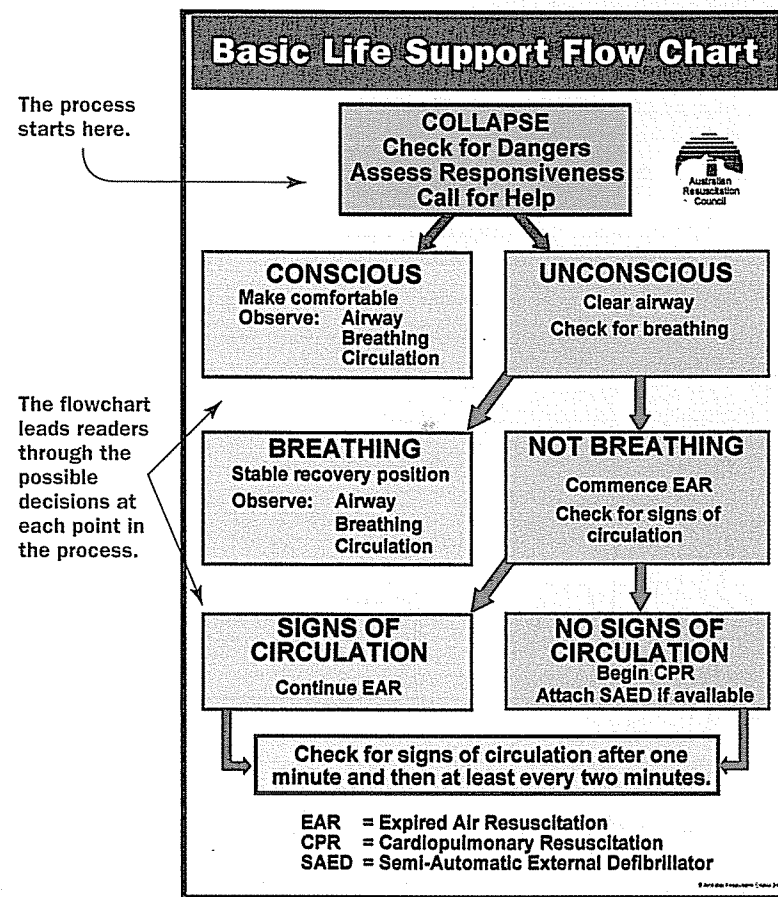 Basic Life Support Flow Chart
The process
starts here.
COLLAPSE
Check for Dangers
Assess Responsiveness
Call for Help
Australian
Resuscitation
Council
CONSCIOUS
Make comfortable
Observe: Airway
Breathing
Circulation
UNCONSCIOUS
Clear airway
Check for breathing
The flowchart
leads readers
through the
possible
decisions at
each point in
the process.
BREATHING
Stable recovery position
Observe: Airway
Breathing
Circulation
NOT BREATHING
Commence EAR
Check for signs of
circulation
SIGNS OF
CIRCULATION
Continue EAR
NO SIGNS OF
CIRCULATION
Begin CPR
Attach SAED if available
Check for signs of circulation after one
minute and then at least every two minutes.
EAR = Expired Air Resuscitation
CPR = Cardiopulmonary Resuscitation
SAED = Semi-Automatic External Defibrillator